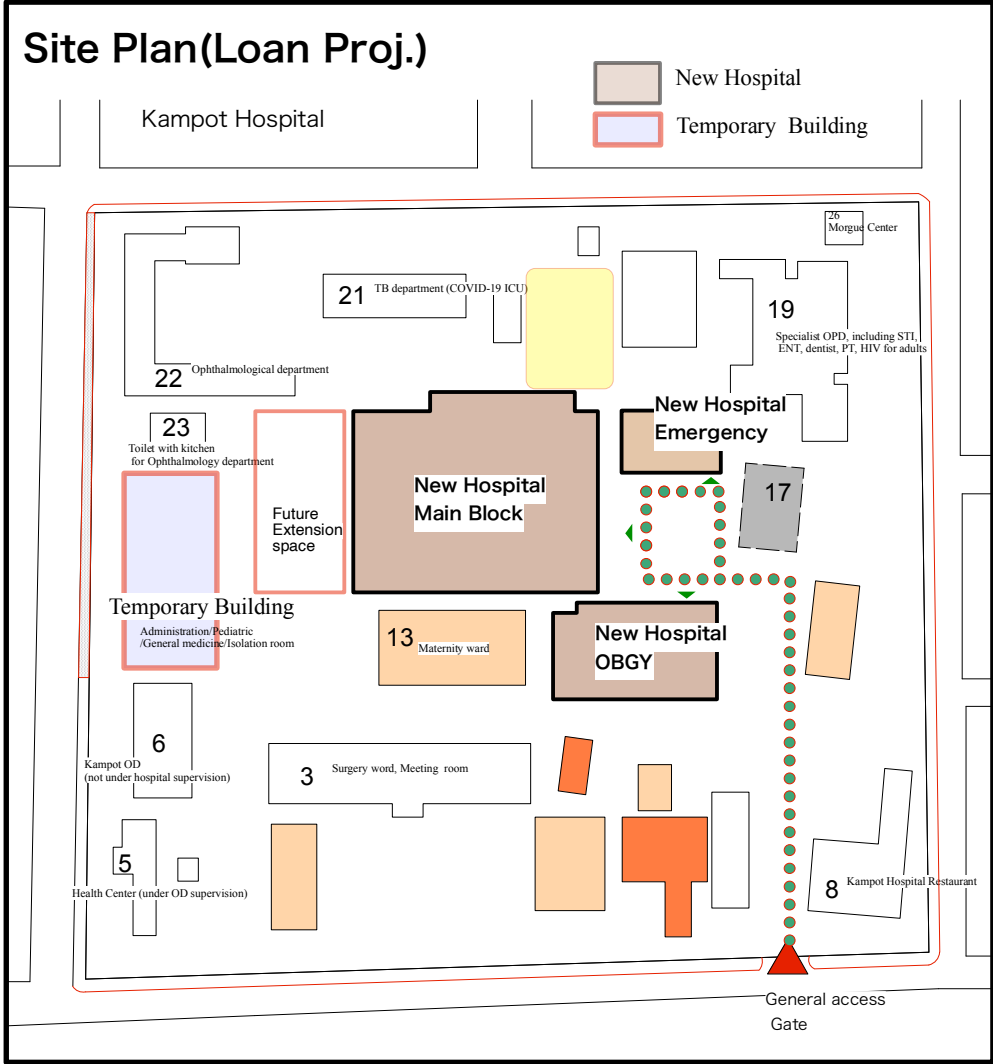 Site Plan(Loan Proj.)
New Hospital
Temporary Building
Kampot Hospital
26
Morgue Center
21
TB department (COVID-19 ICU)
19
Specialist OPD, including STI,
ENT, dentist, PT, HIV for adults
22
Ophthalmological department
23
Toilet with kitchen
for Ophthalmology department
New Hospital
Emergency
New Hospital
Main Block
17
Future
Extension
space
Temporary Building
Administration/Pediatric
/General medicine/Isolation room
13
Maternity ward
New Hospital
OBGY
6
Kampot OD
(not under hospital supervision)
3
Surgery word, Meeting room
5
Health Center (under OD supervision)
8
Kampot Hospital Restaurant
General access
Gate